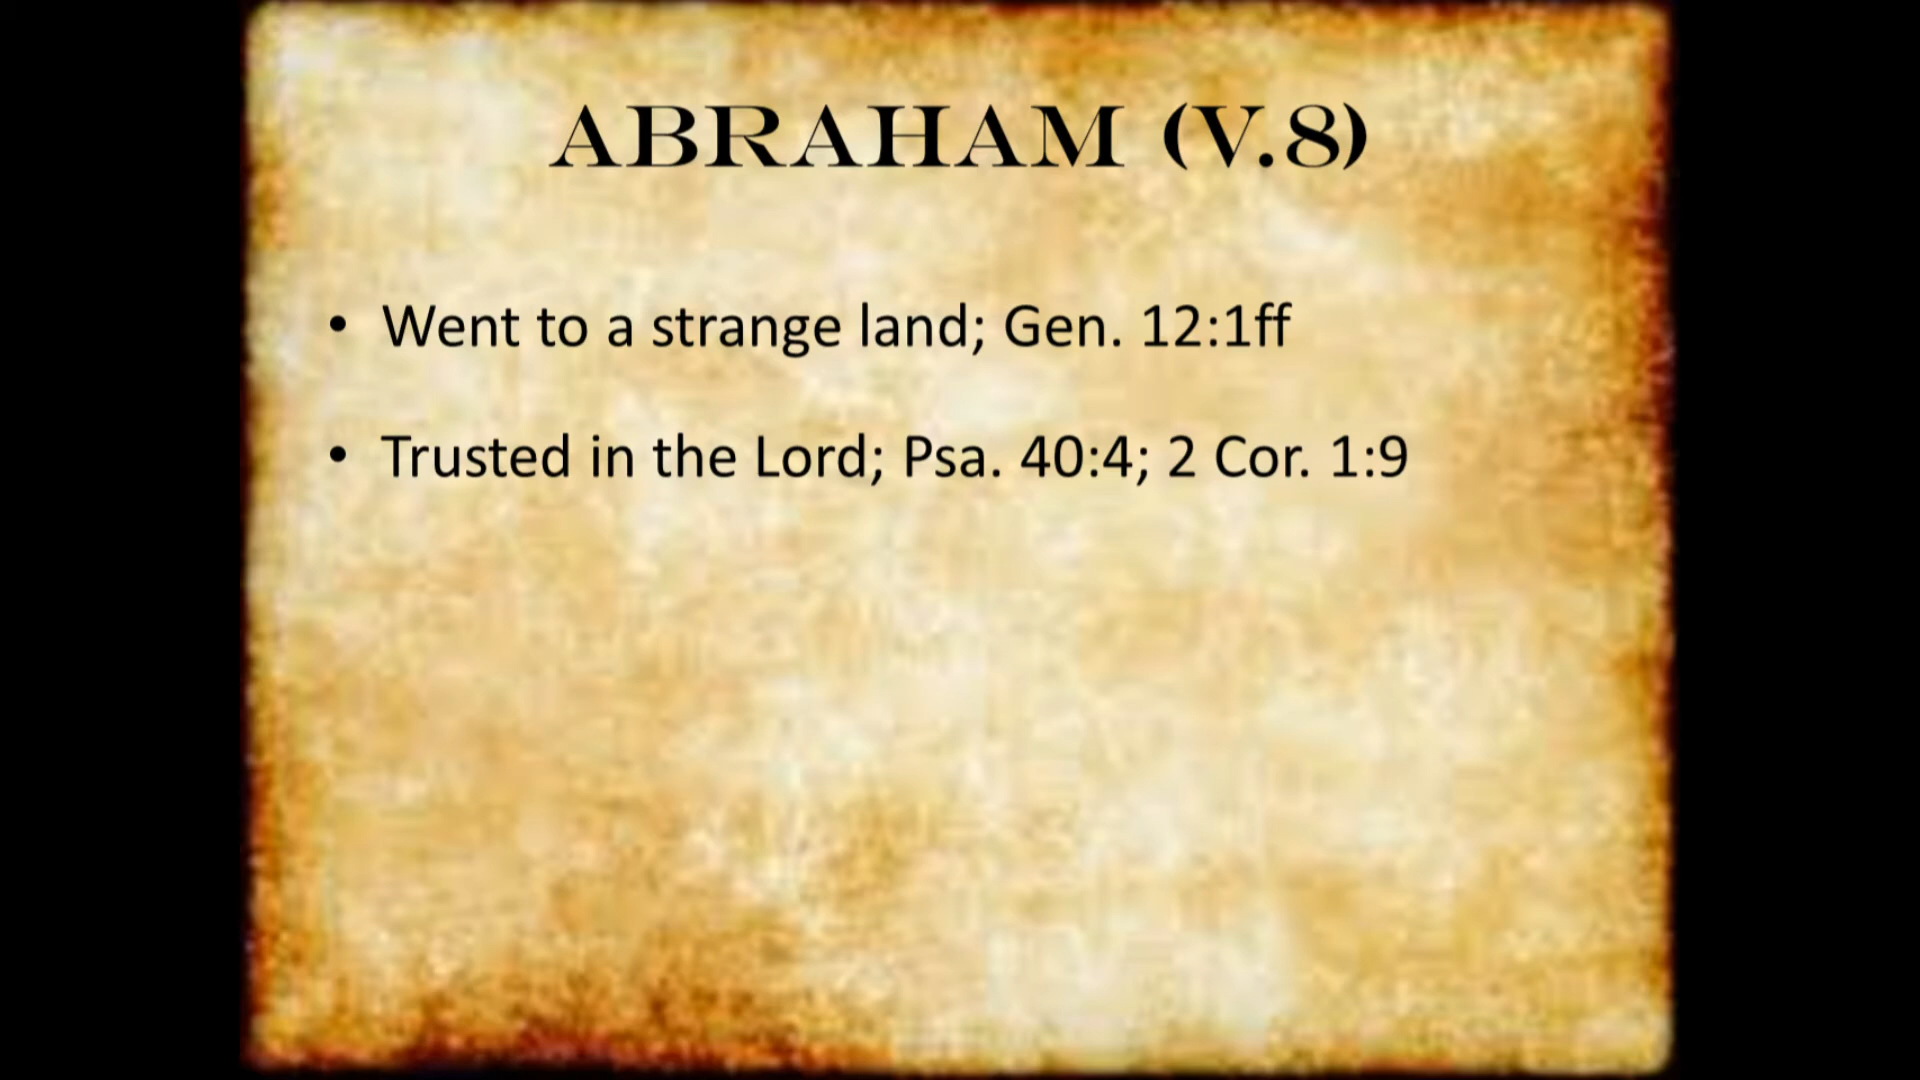 ABRAHAM (V.8)
• Went to a strange land; Gen. 12:1ff
• Trusted in the Lord; Psa. 40:4; 2 Cor. 1:9